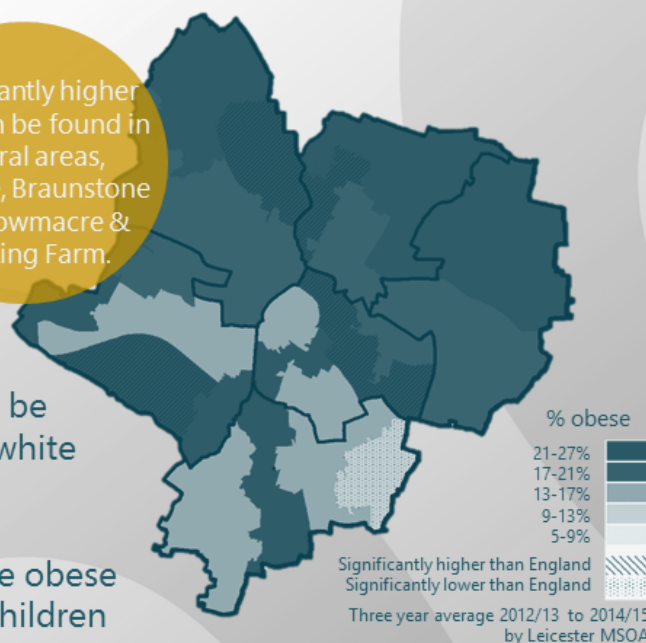 antly higher
be found in
ral areas,
, Braunstone
owmacre &
ing Farm.
be
white
e obese
hildren
% obese
21-27%
17-21%
13-17%
9-13%
5-9%
Significantly higher than England
Significantly lower than England
Three year average 2012/13 to 2014/15
by Leicester MSOA